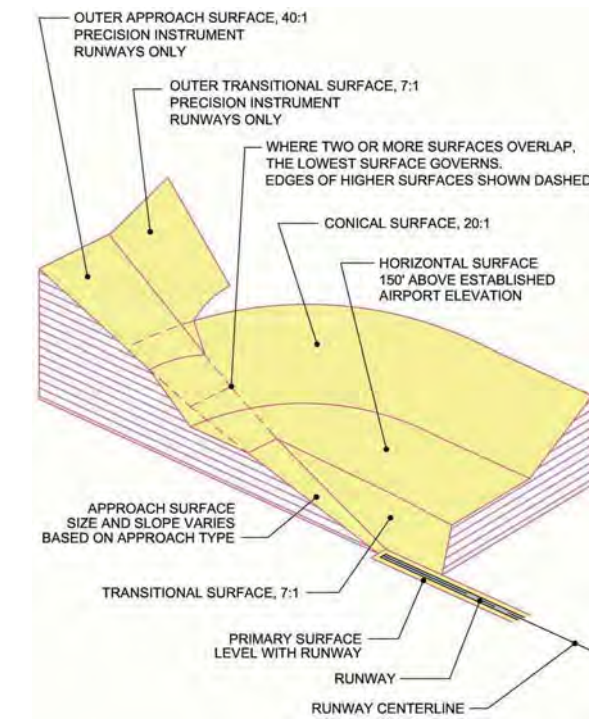 OUTER APPROACH SURFACE, 40:1
PRECISION INSTRUMENT
RUNWAYS ONLY
OUTER TRANSITIONAL SURFACE, 7:1
PRECISION INSTRUMENT
RUNWAYS ONLY
WHERE TWO OR MORE SURFACES OVERLAP,
THE LOWEST SURFACE GOVERNS.
EDGES OF HIGHER SURFACES SHOWN DASHED
CONICAL SURFACE, 20:1
HORIZONTAL SURFACE
150' ABOVE ESTABLISHED
AIRPORT ELEVATION
APPROACH SURFACE
SIZE AND SLOPE VARIES
BASED ON APPROACH TYPE
TRANSITIONAL SURFACE, 7:1
PRIMARY SURFACE
LEVEL WITH RUNWAY
RUNWAY
RUNWAY CENTERLINE